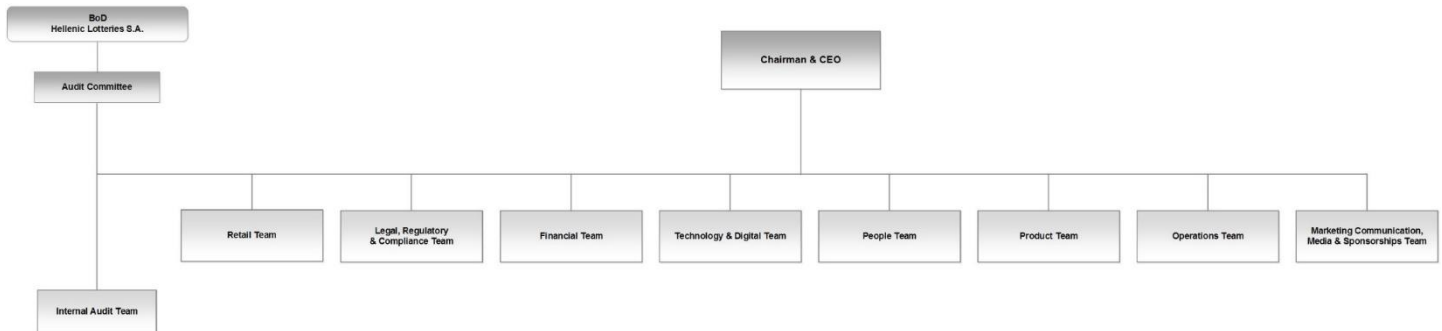 BoD
Hellenic Lotteries S.A.
Chairman & CEO
Audit Committee
Retail Team
Legal, Regulatory
& Compliance Team
Financial Team
Technology & Digital Team
People Team
Product Team
Operations Team
Marketing Communication,
Media & Sponsorships Team
Internal Audit Team